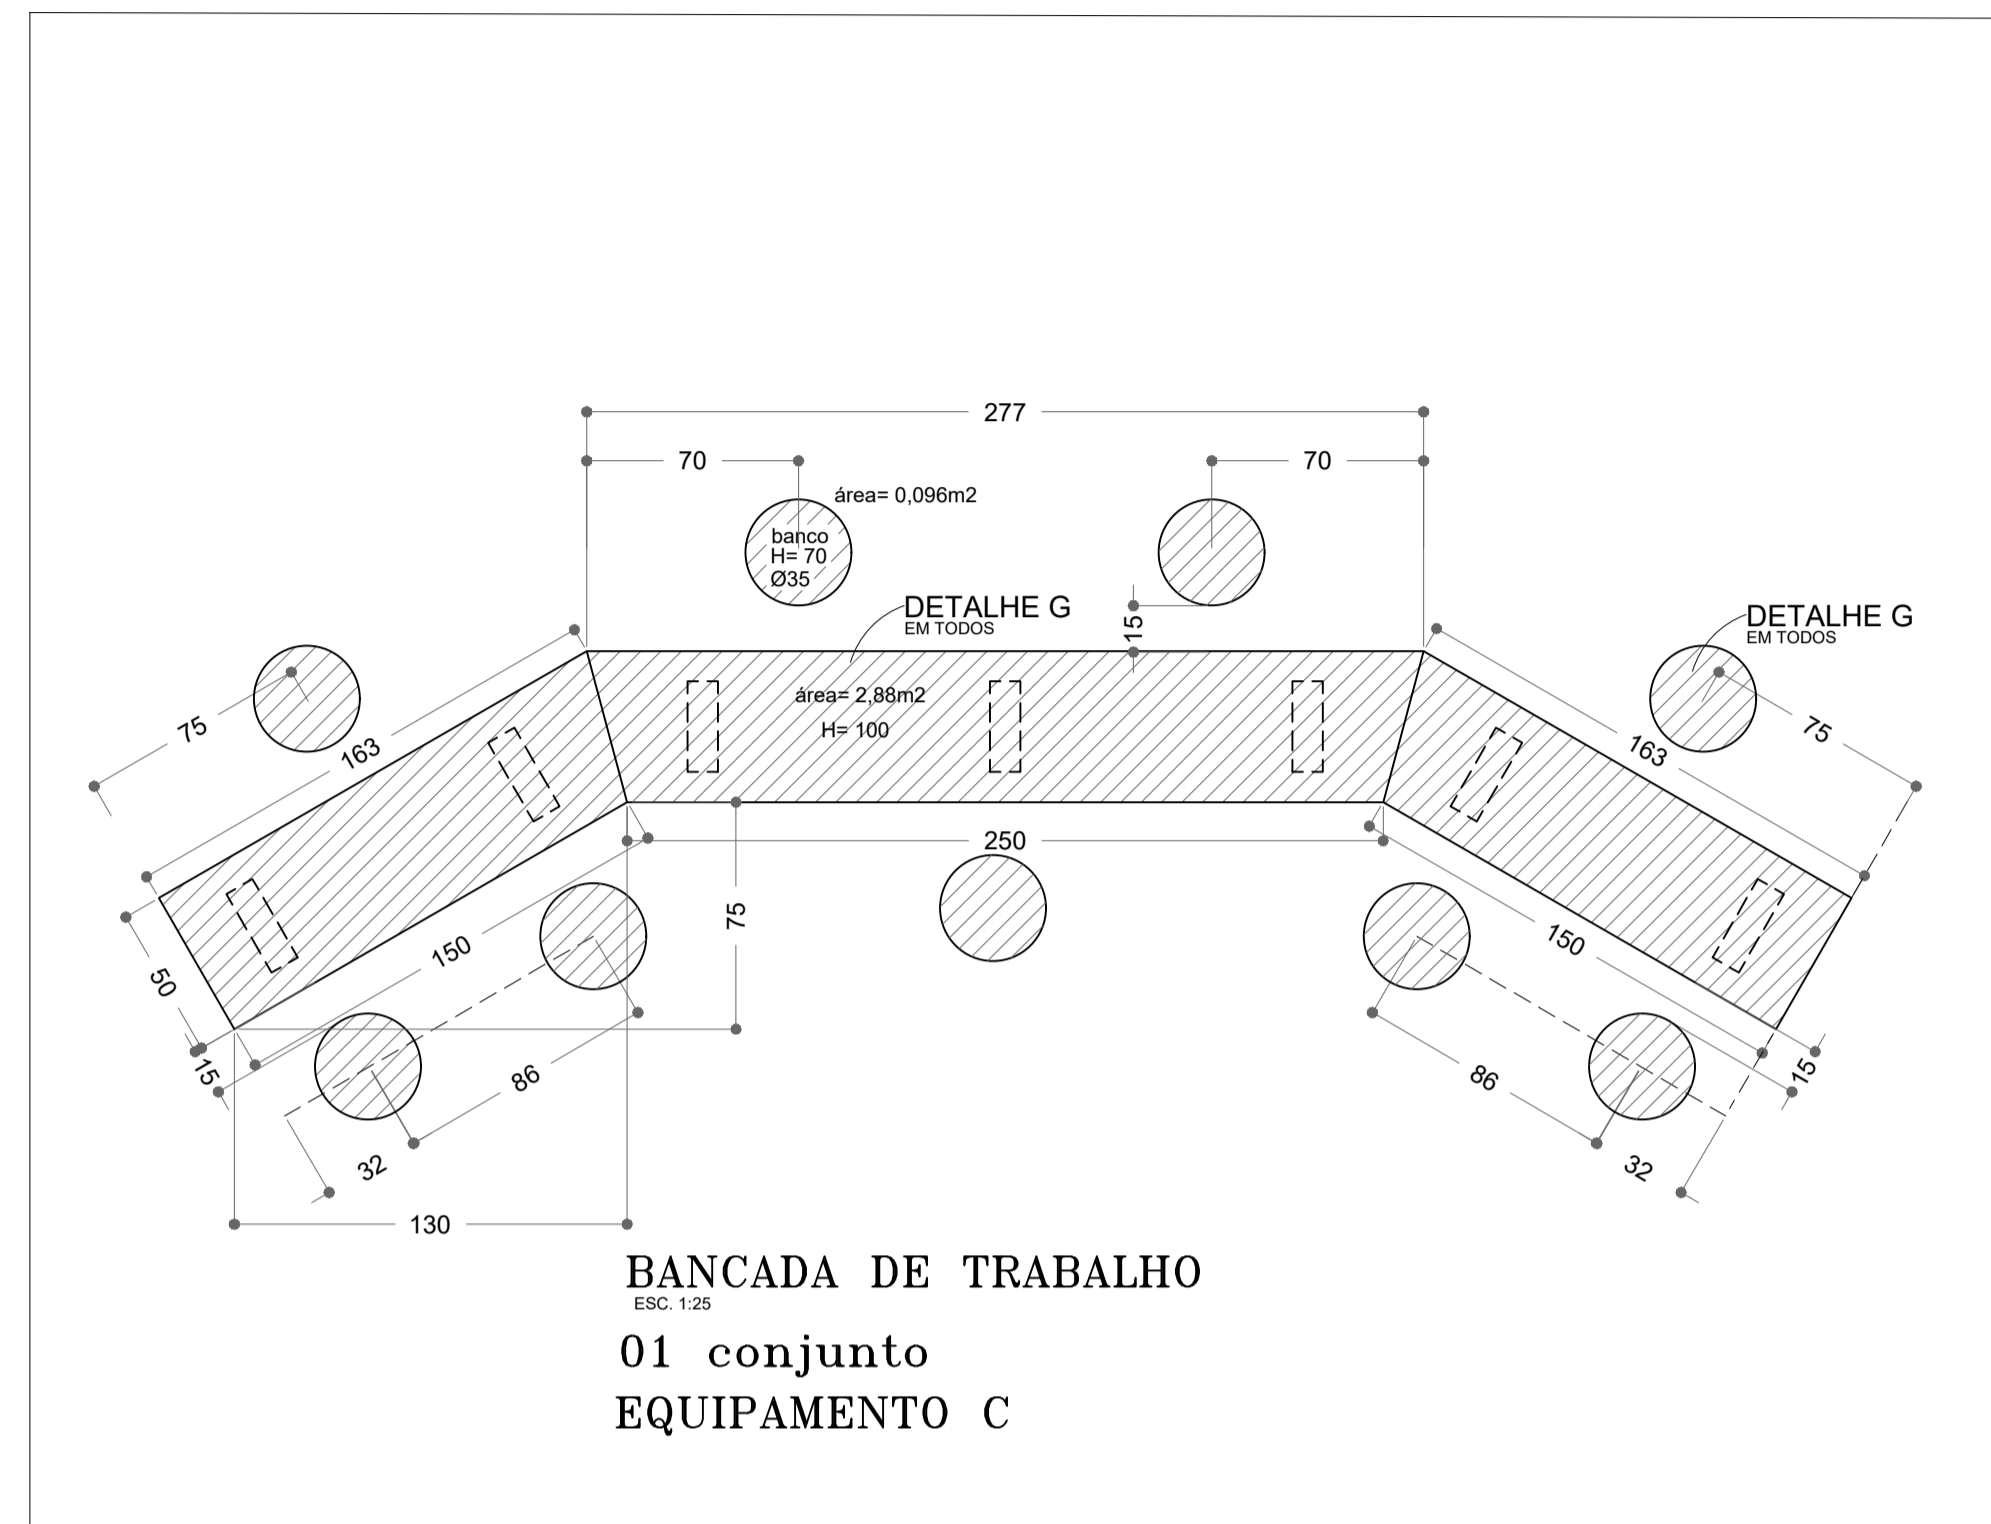 277
70
70
área= 0,096m2
banco
H= 70
Ø35
DETALHE G
EM TODOS
15
DETALHE G
EM TODOS
área= 2,88m2
H= 100
75
163
163
75
250
75
150
150
50
15
86
86
15
32
32
130
BANCADA DE TRABALHO
ESC. 1:25
01 conjunto
EQUIPAMENTO C